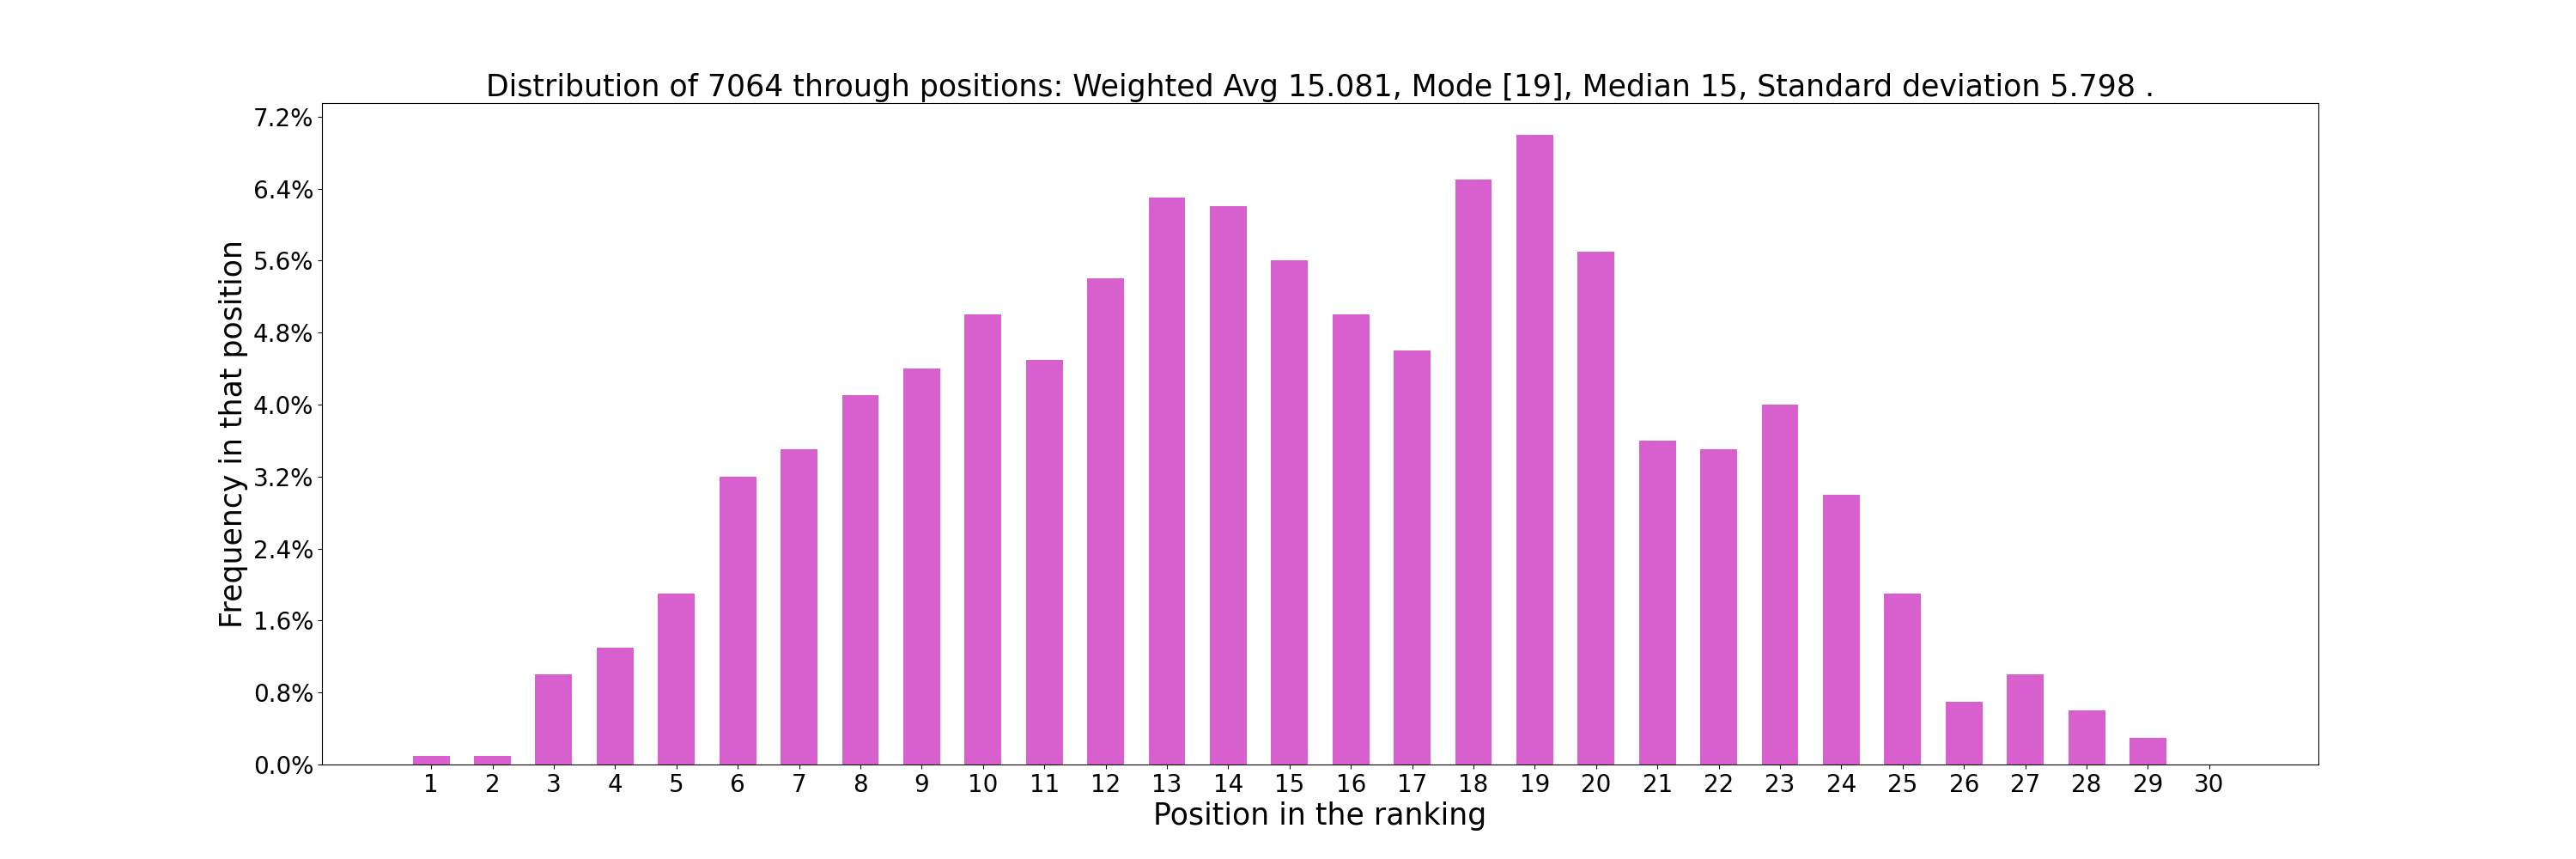 Distribution of 7064 through positions: Weighted Avg 15.081, Mode [19], Median 15, Standard deviation 5.798 .
7.2%
6.4%
5.6%
4.8%
4.0%
3.2%
2.4%
1.6%
0.8%
0.0%
Frequency in that position
1 2 3 4 5 6 7 8 9 10 11 12 13 14 15 16 17 18 19 20 21 22 23 24 25 26 27 28 29 30
Position in the ranking